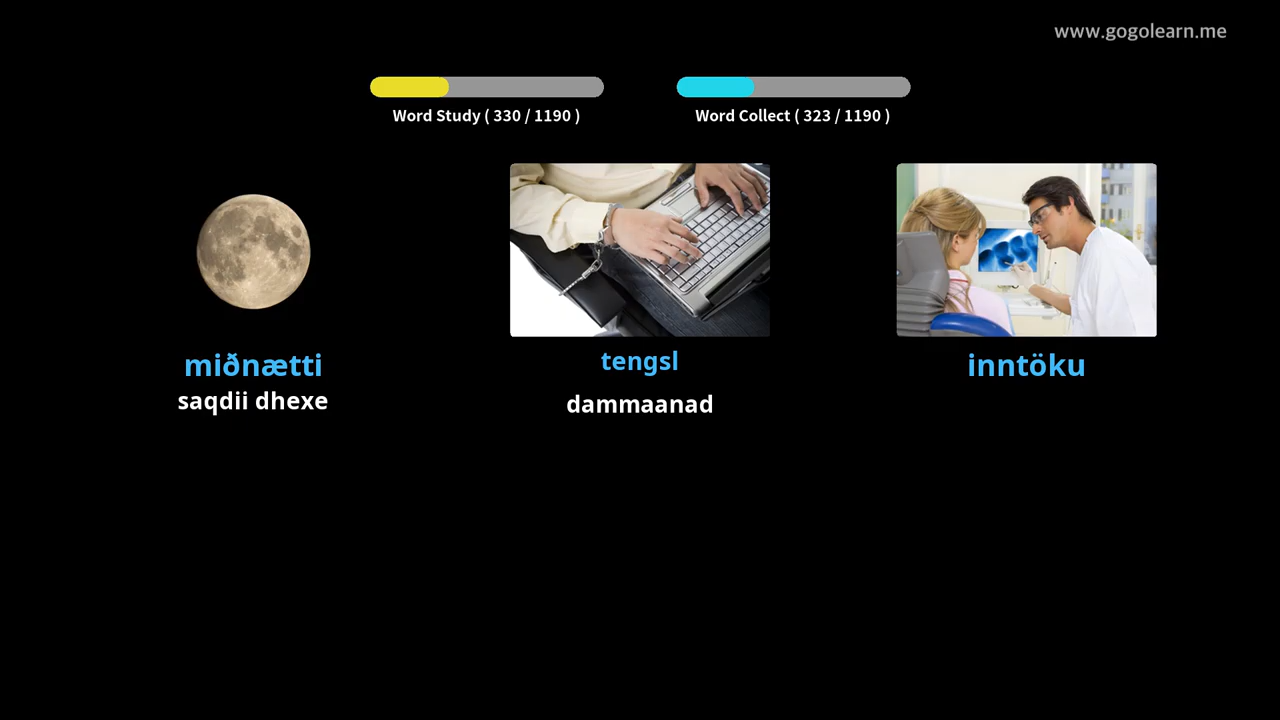 www.gogolearn.me
Word Study ( 330 / 1190 )
Word Collect ( 323 / 1190 )
miðnætti
saqdii dhexe
tengsl
dammaanad
inntöku